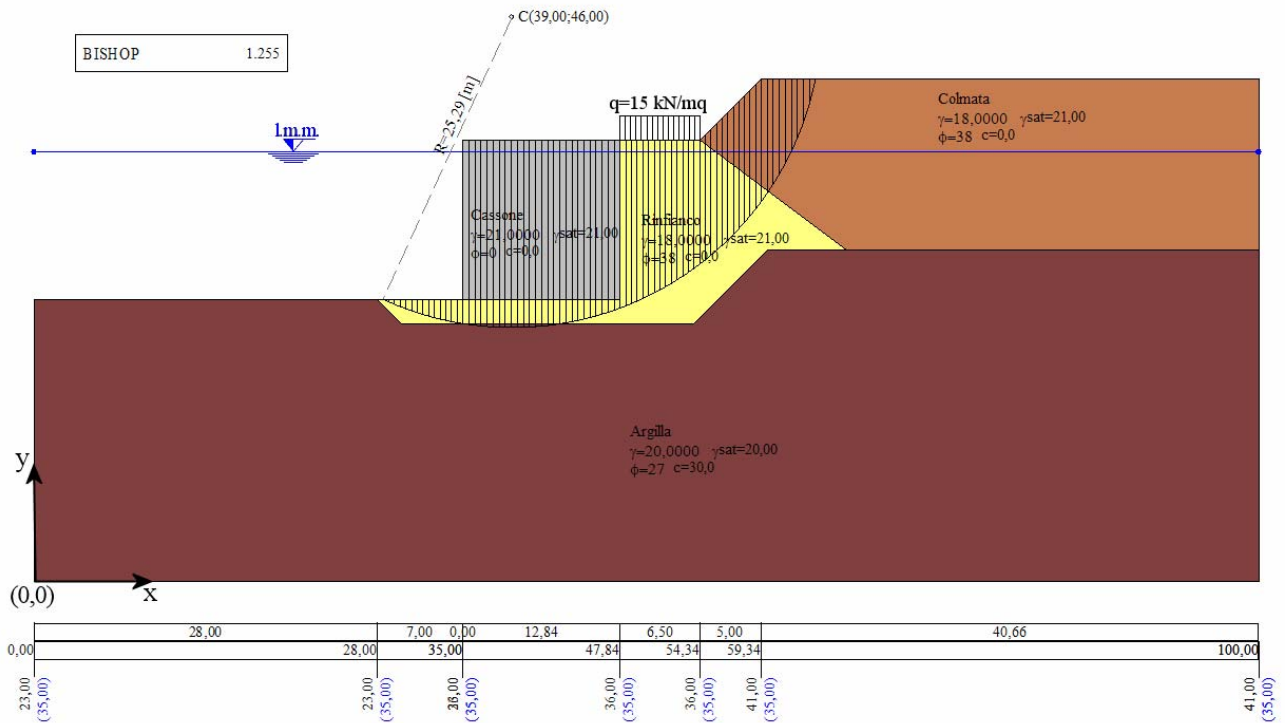 C(39,00;46,00)
BISHOP 1.255
R=25,29 [m]
q=15 kN/mq
l.m.m.
Colmata
γ=18,0000 γsat=21,00
ϕ=38 c=0,0
Cassone
γ=21,0000 γsat=21,00
ϕ=0 c=0,0
Rinfianco
γ=18,0000 γsat=21,00
ϕ=38 c=0,0
Argilla
γ=20,0000 γsat=20,00
ϕ=27 c=30,0
y
x
(0,0)
28,00 7,00 0,00 12,84 6,50 5,00 40,66
0,00 28,00 35,00 47,84 54,34 59,34 100,00
23,00 23,00 36,00 36,00 41,00 41,00
(35,00) (35,00) (35,00) (35,00) (35,00) (35,00) (35,00)